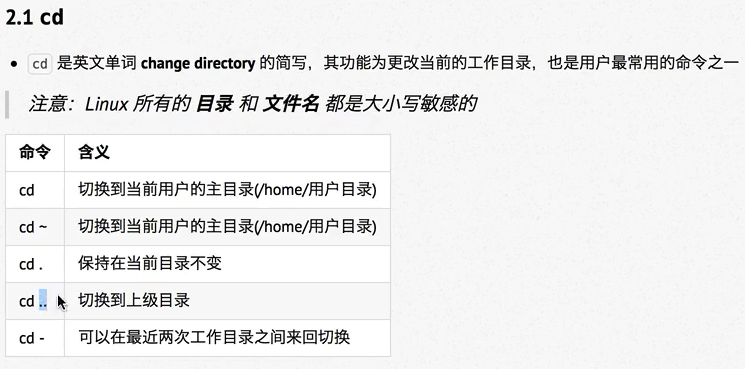 2.1 cd
cd 是英文单词 change directory 的简写，其功能为更改当前的工作目录，也是用户最常用的命令之一
注意：Linux 所有的 目录 和 文件名 都是大小写敏感的
命令 含义
cd 切换到当前用户的主目录(/home/用户目录)
cd ~ 切换到当前用户的主目录(/home/用户目录)
cd . 保持在当前目录不变
cd .. 切换到上级目录
cd - 可以在最近两次工作目录之间来回切换